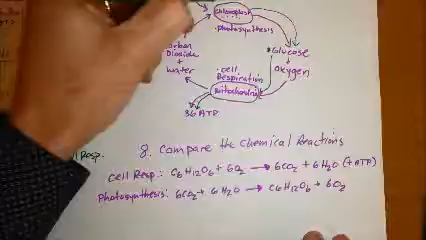 chloroplast
• photosynthesis
Glucose
+
oxygen
Carbon
Dioxide
+
water
• cell
Respiration
Mitochondria
36 ATP
Resp.
8. Compare the Chemical Reactions
Cell Resp.: C6H12O6 + 6O2 → 6CO2 + 6H2O (+ATP)
Photosynthesis: 6CO2 + 6H2O → C6H12O6 + 6O2